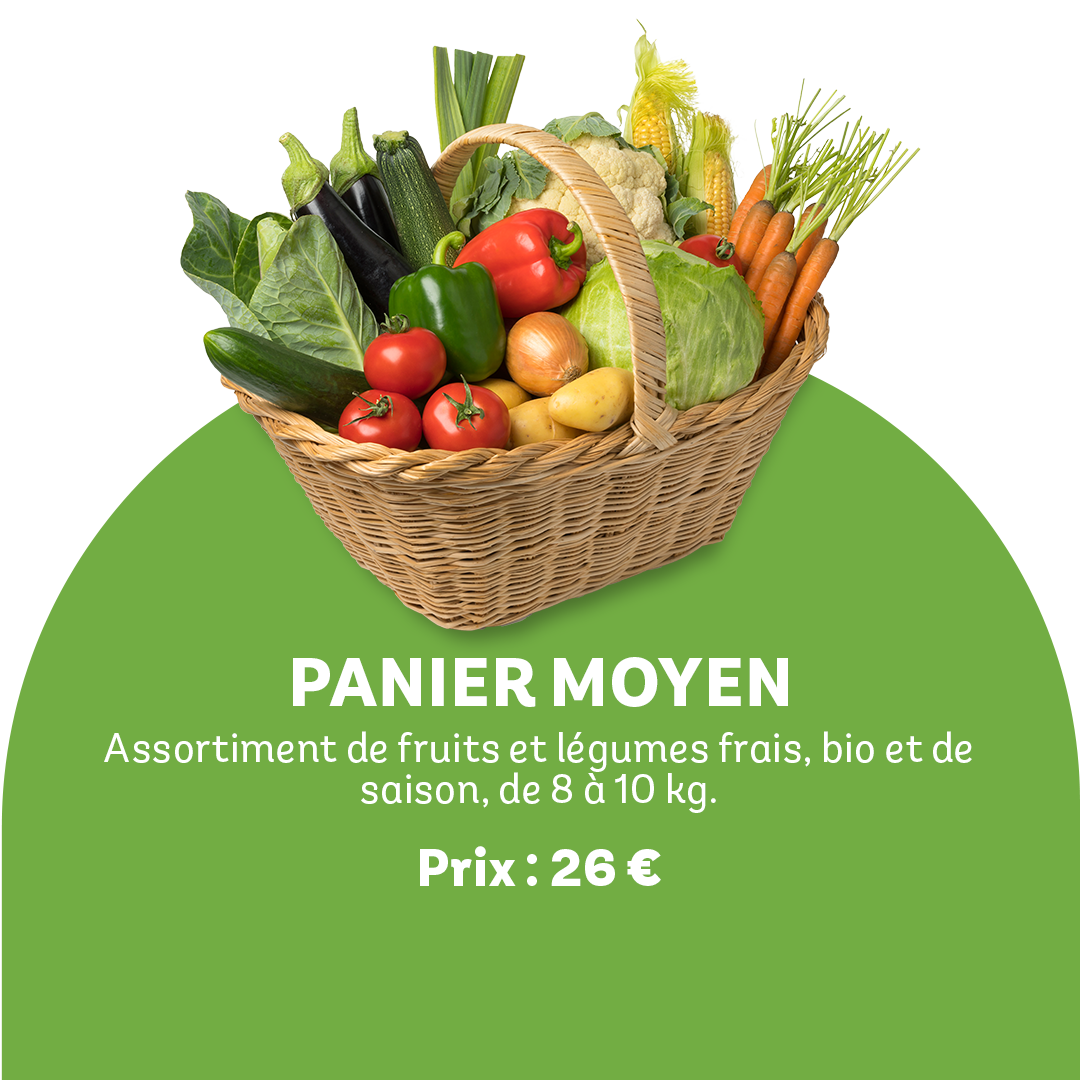 PANIER MOYEN
Assortiment de fruits et légumes frais, bio et de
saison, de 8 à 10 kg.
Prix : 26 €